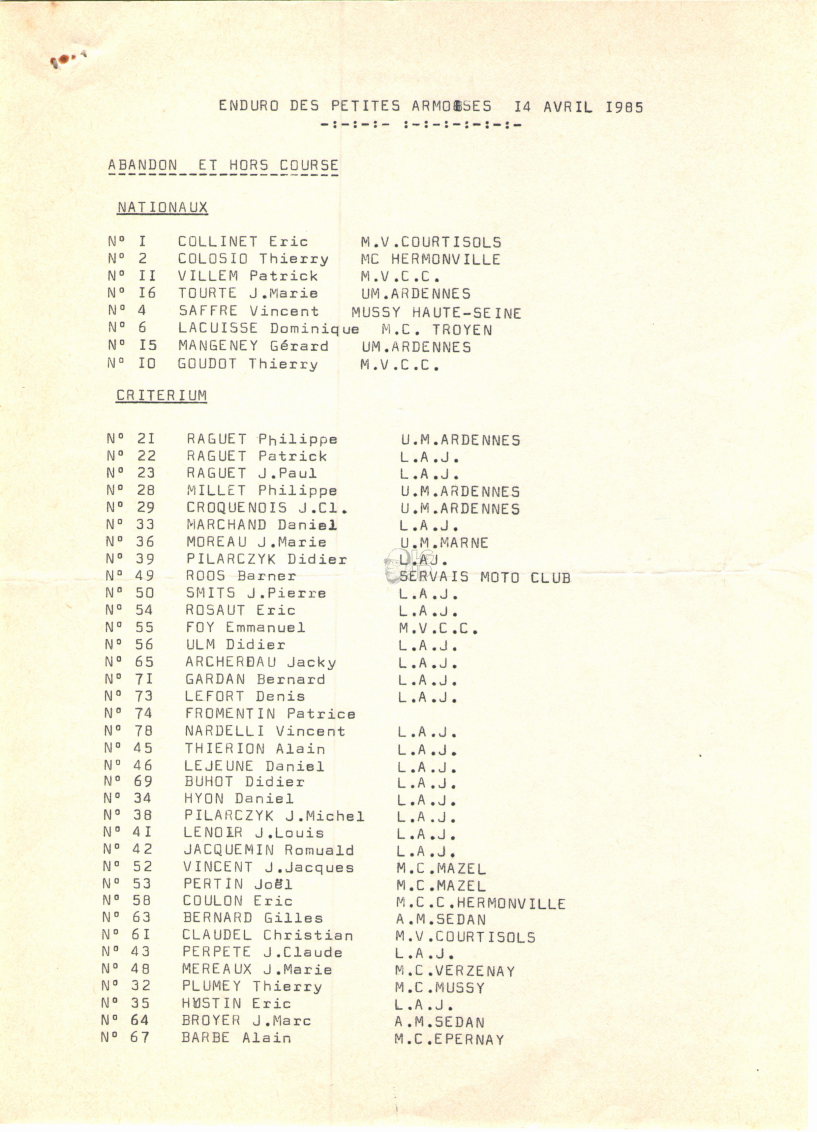 ENDURO DES PETITES ARMOISES I4 AVRIL I985
-:-:-:- :-:-:-:-:-:-
ABANDON ET HORS COURSE
NATIONAUX
N° I COLLINET Eric M.V.COURTISOLS
N° 2 COLOSIO Thierry MC HERMONVILLE
N° II VILLEM Patrick M.V.C.C.
N° I6 TOURTE J.Marie UM.ARDENNES
N° 4 SAFFRE Vincent MUSSY HAUTE-SEINE
N° 6 LACUISSE Dominique M.C. TROYEN
N° I5 MANGENEY Gérard UM.ARDENNES
N° IO GOUDOT Thierry M.V.C.C.
CRITERIUM
N° 2I RAGUET Philippe U.M.ARDENNES
N° 22 RAGUET Patrick L.A.J.
N° 23 RAGUET J.Paul L.A.J.
N° 28 MILLET Philippe U.M.ARDENNES
N° 29 CROQUENOIS J.Cl. U.M.ARDENNES
N° 33 MARCHAND Daniel L.A.J.
N° 36 MOREAU J.Marie U.M.MARNE
N° 39 PILARCZYK Didier L.AJ.
N° 49 ROOS Barner SERVAIS MOTO CLUB
N° 50 SMITS J.Pierre L.A.J.
N° 54 ROSAUT Eric L.A.J.
N° 55 FOY Emmanuel M.V.C.C.
N° 56 ULM Didier L.A.J.
N° 65 ARCHERDAU Jacky L.A.J.
N° 7I GARDAN Bernard L.A.J.
N° 73 LEFORT Denis L.A.J.
N° 74 FROMENTIN Patrice
N° 78 NARDELLI Vincent L.A.J.
N° 45 THIERION Alain L.A.J.
N° 46 LEJEUNE Daniel L.A.J.
N° 69 BUHOT Didier L.A.J.
N° 34 HYON Daniel L.A.J.
N° 38 PILARCZYK J.Michel L.A.J.
N° 4I LENOIR J.Louis L.A.J.
N° 42 JACQUEMIN Romuald L.A.J.
N° 52 VINCENT J.Jacques M.C.MAZEL
N° 53 PERTIN Joël M.C.MAZEL
N° 58 COULON Eric M.C.C.HERMONVILLE
N° 63 BERNARD Gilles A.M.SEDAN
N° 6I CLAUDEL Christian M.V.COURTISOLS
N° 43 PERPETE J.Claude L.A.J.
N° 48 MEREAUX J.Marie M.C.VERZENAY
N° 32 PLUMEY Thierry M.C.MUSSY
N° 35 HUSTIN Eric L.A.J.
N° 64 BROYER J.Marc A.M.SEDAN
N° 67 BARBE Alain M.C.EPERNAY